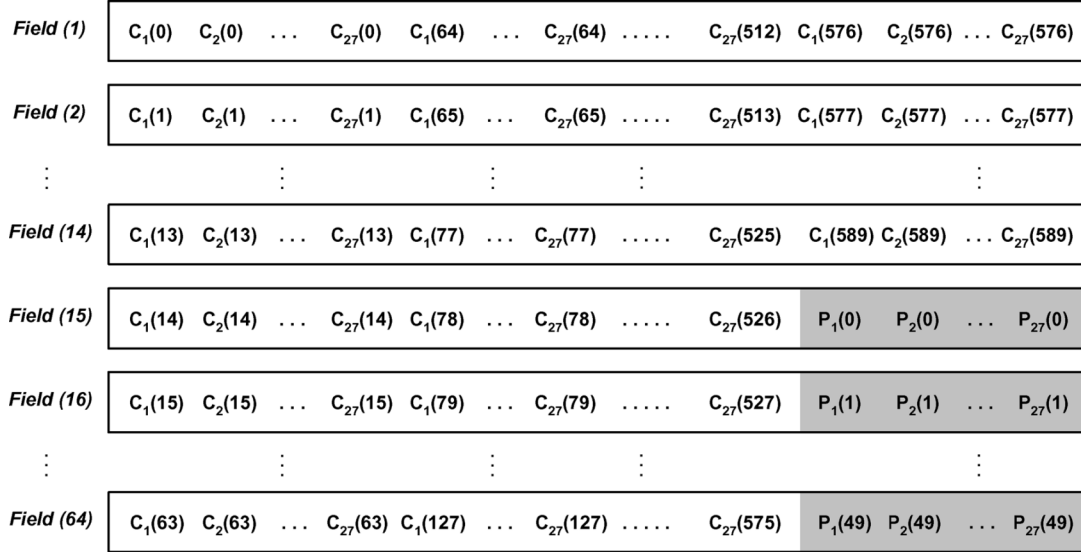 Field (1) C₁(0) C₂(0) . . . C₂₇(0) C₁(64) . . . C₂₇(64) . . . . . C₂₇(512) C₁(576) C₂(576) . . . C₂₇(576)
Field (2) C₁(1) C₂(1) . . . C₂₇(1) C₁(65) . . . C₂₇(65) . . . . . C₂₇(513) C₁(577) C₂(577) . . . C₂₇(577)
Field (14) C₁(13) C₂(13) . . . C₂₇(13) C₁(77) . . . C₂₇(77) . . . . . C₂₇(525) C₁(589) C₂(589) . . . C₂₇(589)
Field (15) C₁(14) C₂(14) . . . C₂₇(14) C₁(78) . . . C₂₇(78) . . . . . C₂₇(526) P₁(0) P₂(0) . . . P₂₇(0)
Field (16) C₁(15) C₂(15) . . . C₂₇(15) C₁(79) . . . C₂₇(79) . . . . . C₂₇(527) P₁(1) P₂(1) . . . P₂₇(1)
Field (64) C₁(63) C₂(63) . . . C₂₇(63) C₁(127) . . . C₂₇(127) . . . . . C₂₇(575) P₁(49) P₂(49) . . . P₂₇(49)